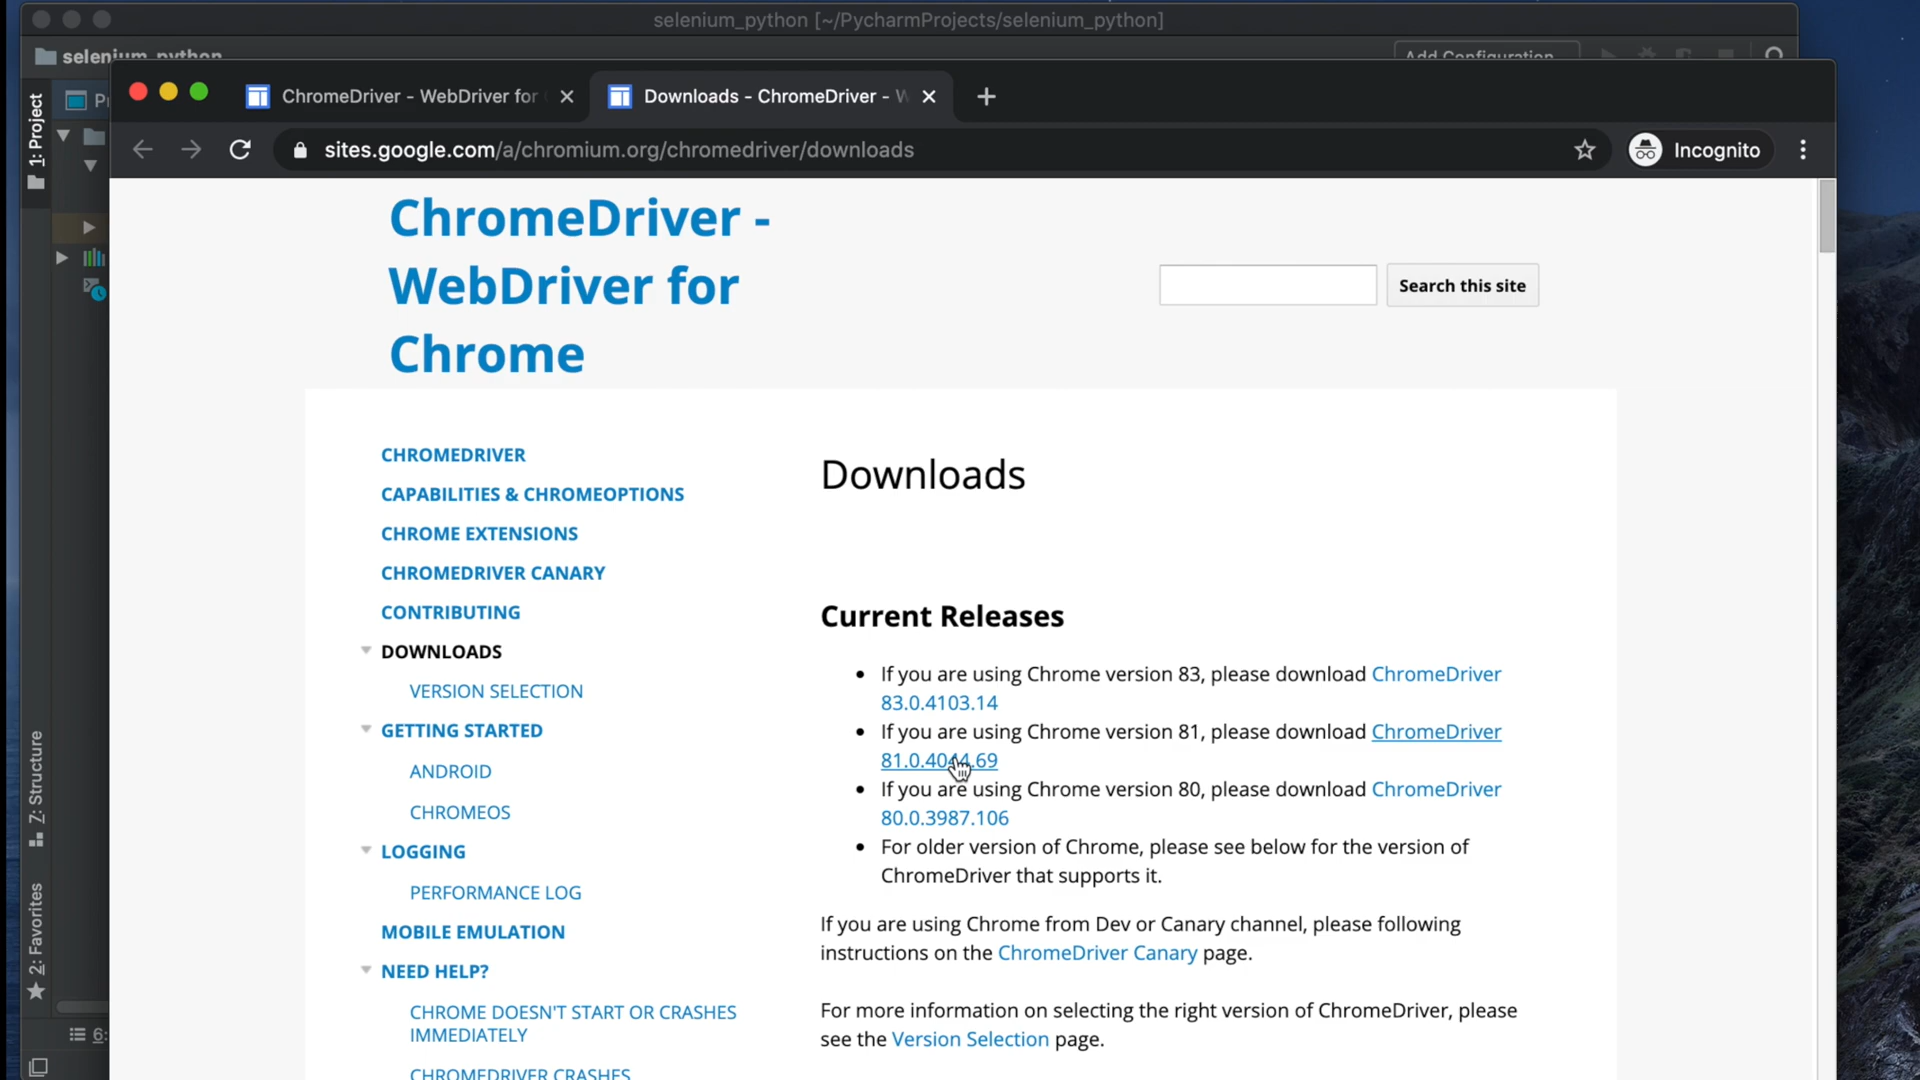 selenium_python [~/PycharmProjects/selenium_python]
selenium_python
Add Configuration...
ChromeDriver - WebDriver for
Downloads - ChromeDriver - W
sites.google.com/a/chromium.org/chromedriver/downloads
Incognito
1: Project
Z: Structure
2: Favorites
6:
ChromeDriver -
WebDriver for
Chrome
Search this site
CHROMEDRIVER
CAPABILITIES & CHROMEOPTIONS
CHROME EXTENSIONS
CHROMEDRIVER CANARY
CONTRIBUTING
DOWNLOADS
VERSION SELECTION
GETTING STARTED
ANDROID
CHROMEOS
LOGGING
PERFORMANCE LOG
MOBILE EMULATION
NEED HELP?
CHROME DOESN'T START OR CRASHES
IMMEDIATELY
CHROMEDRIVER CRASHES
Downloads
Current Releases
If you are using Chrome version 83, please download ChromeDriver
83.0.4103.14
If you are using Chrome version 81, please download ChromeDriver
81.0.4044.69
If you are using Chrome version 80, please download ChromeDriver
80.0.3987.106
For older version of Chrome, please see below for the version of
ChromeDriver that supports it.
If you are using Chrome from Dev or Canary channel, please following
instructions on the ChromeDriver Canary page.
For more information on selecting the right version of ChromeDriver, please
see the Version Selection page.